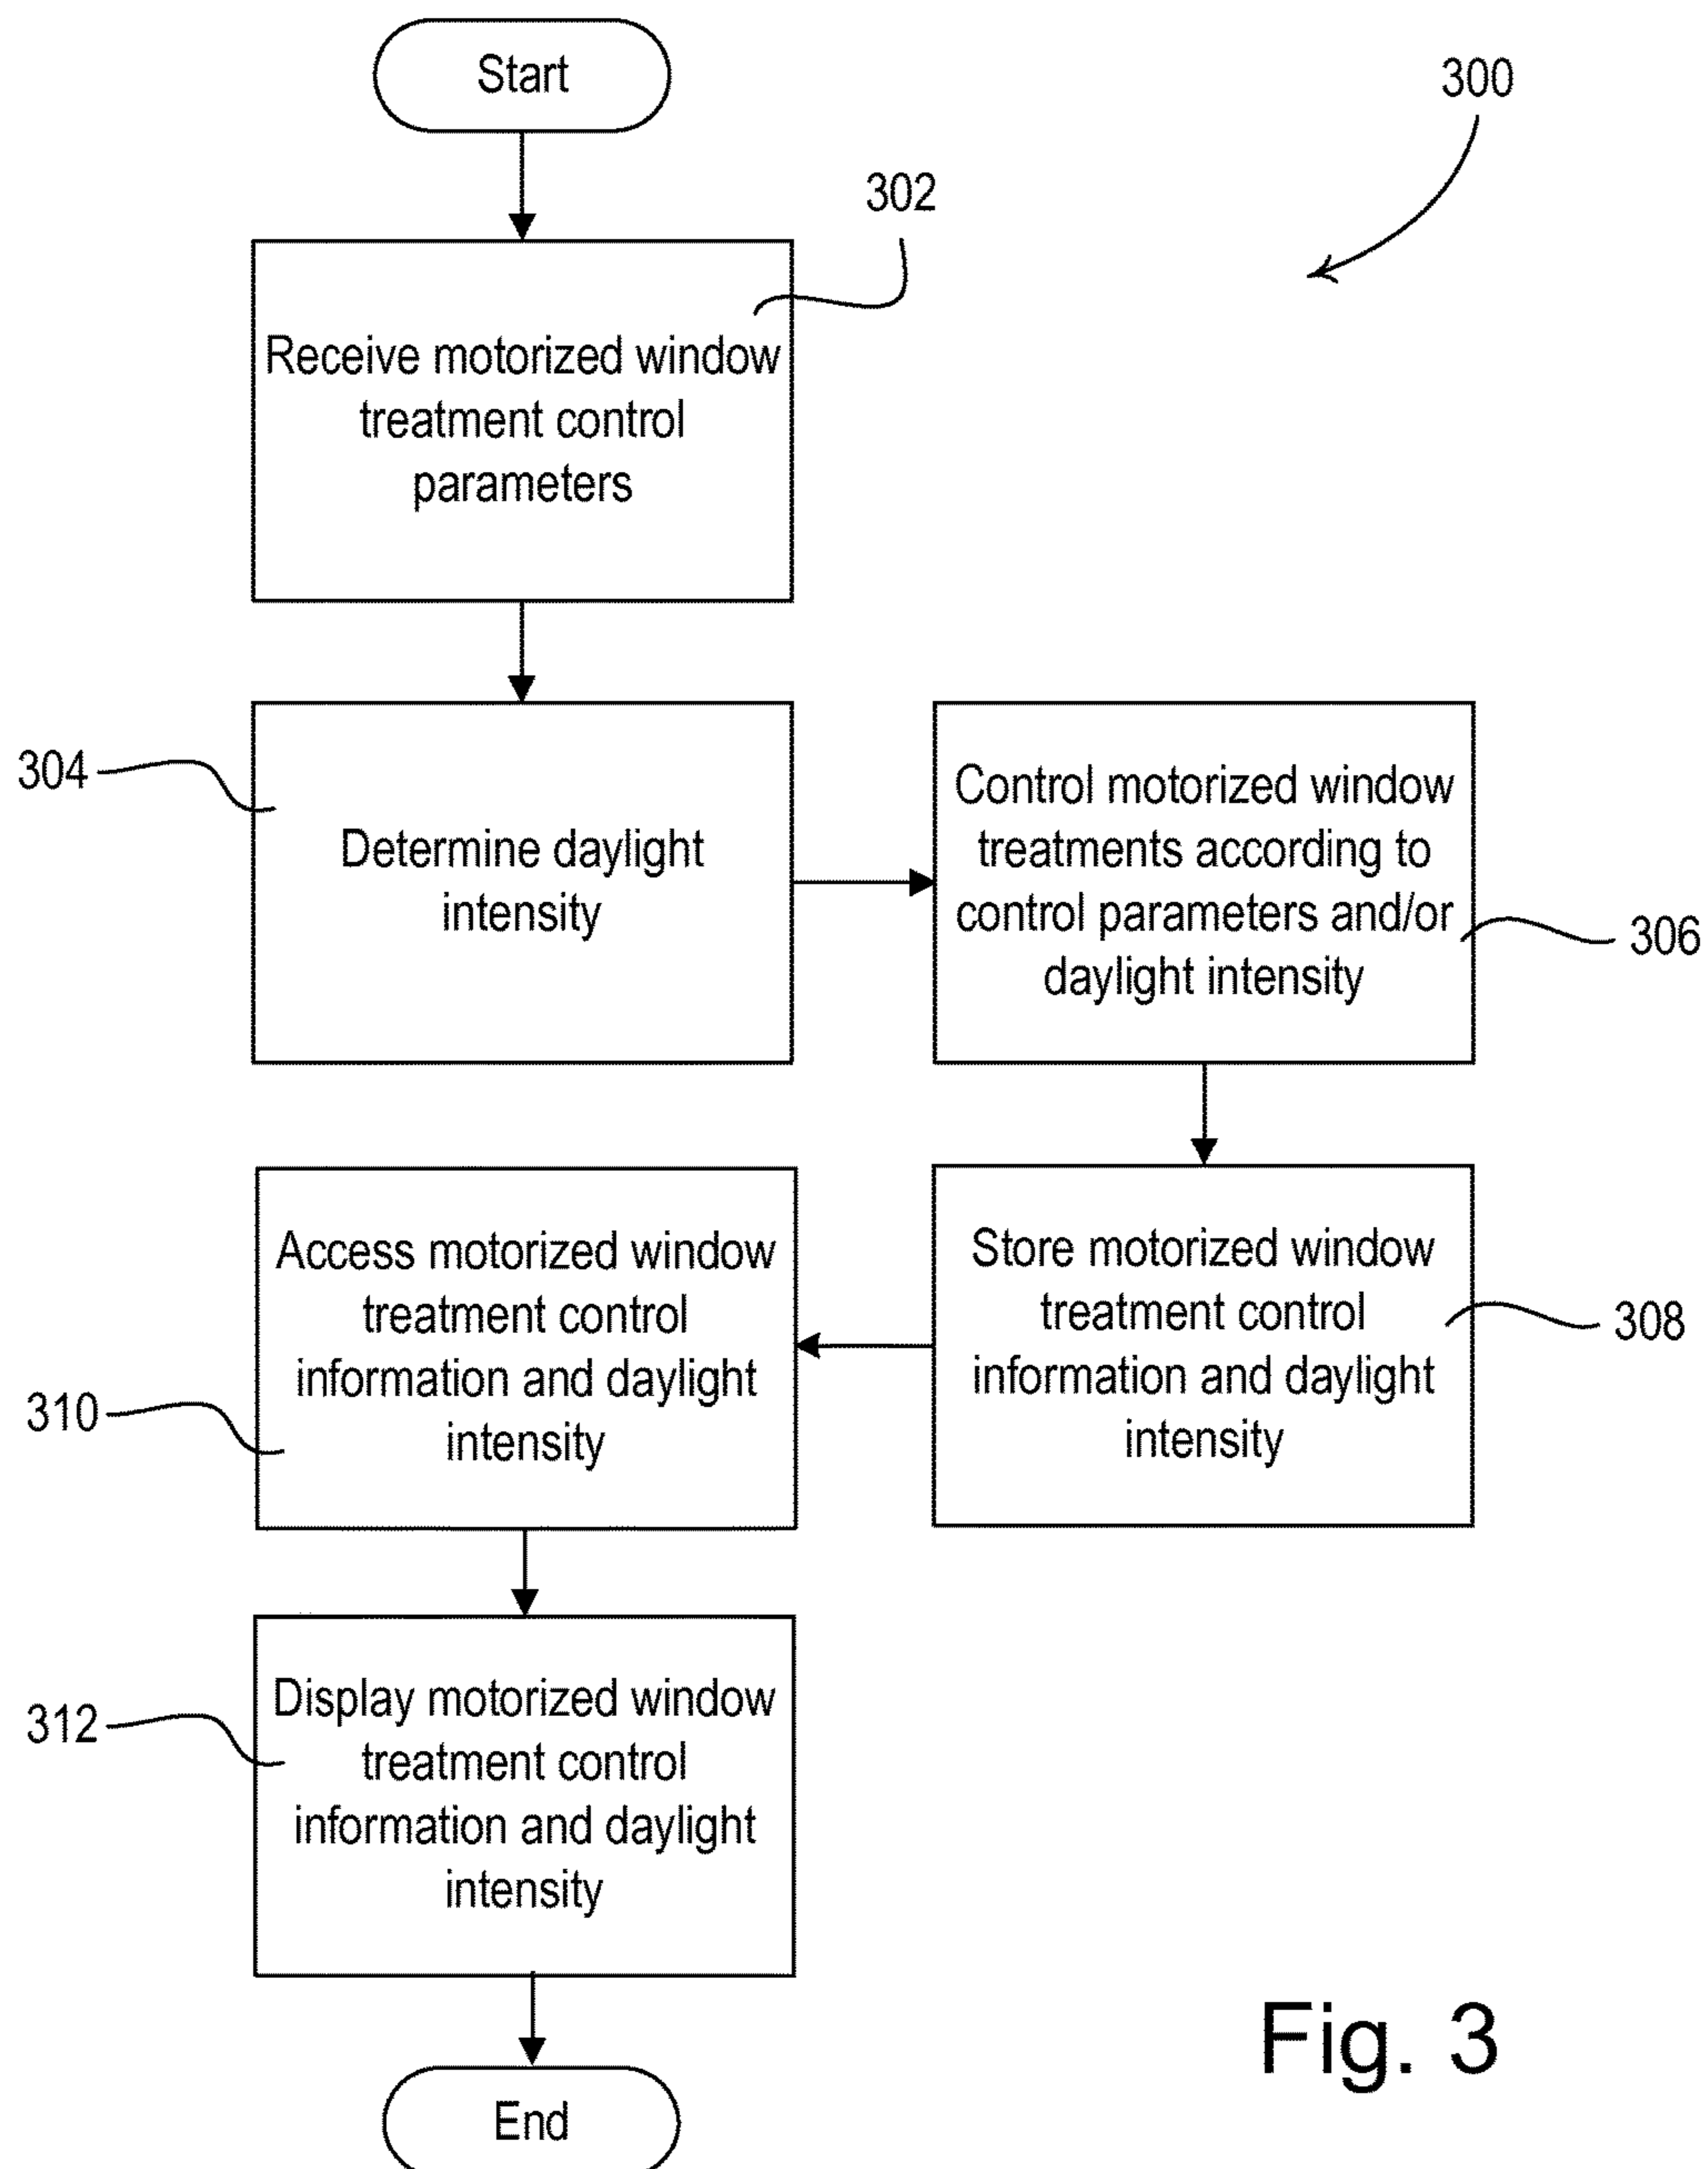 Start
300
302
Receive motorized window
treatment control
parameters
304
Determine daylight
intensity
Control motorized window
treatments according to
control parameters and/or
daylight intensity
306
Store motorized window
treatment control
information and daylight
intensity
308
Access motorized window
treatment control
information and daylight
intensity
310
Display motorized window
treatment control
information and daylight
intensity
312
End
Fig. 3